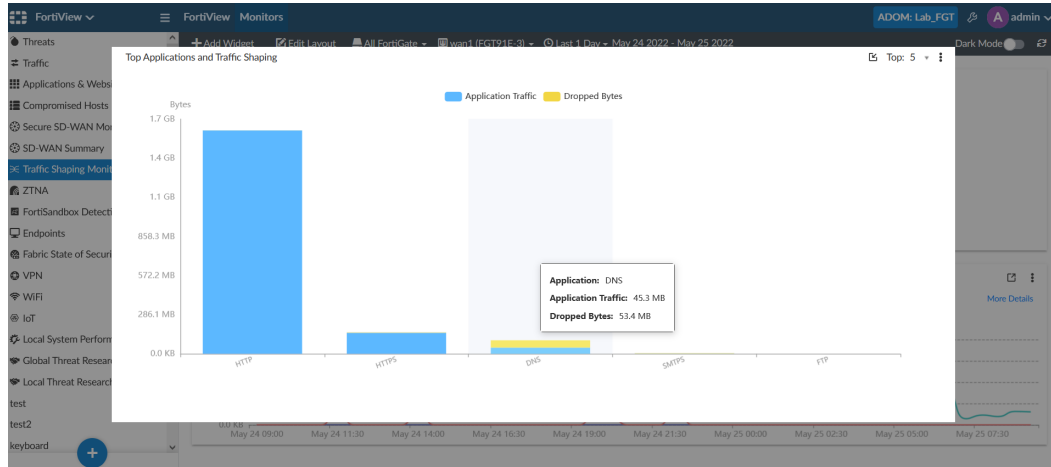 FortiView
FortiView Monitors
ADOM: Lab_FGT
A admin
Threats
Traffic
Applications & Websi
Compromised Hosts
Secure SD-WAN Mon
SD-WAN Summary
Traffic Shaping Monit
ZTNA
FortiSandbox Detecti
Endpoints
Fabric State of Securi
VPN
WiFi
IoT
Local System Perform
Global Threat Resear
Local Threat Research
test
test2
keyboard
+
+ Add Widget Edit Layout All FortiGate wan1 (FGT91E-3) Last 1 Day May 24 2022 - May 25 2022 Dark Mode
Top Applications and Traffic Shaping Top: 5
Application Traffic Dropped Bytes
Bytes
1.7 GB
1.4 GB
1.1 GB
858.3 MB
572.2 MB
286.1 MB
0.0 KB
HTTP HTTPS DNS SMTPS FTP
Application: DNS
Application Traffic: 45.3 MB
Dropped Bytes: 53.4 MB
More Details
0.0 KB
May 24 09:00 May 24 11:30 May 24 14:00 May 24 16:30 May 24 19:00 May 24 21:30 May 25 00:00 May 25 02:30 May 25 05:00 May 25 07:30